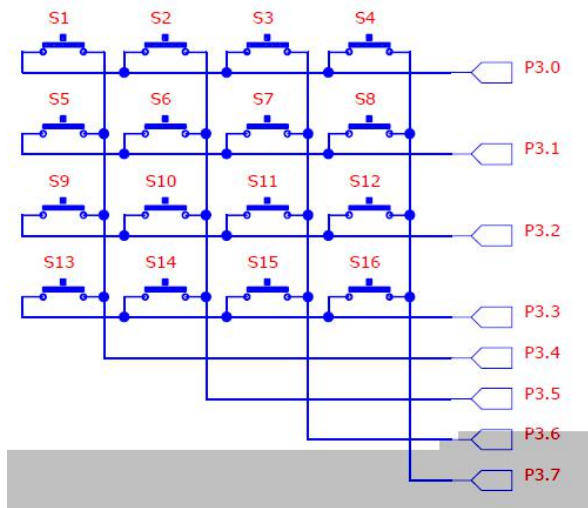 S1 S2 S3 S4
P3.0
S5 S6 S7 S8
P3.1
S9 S10 S11 S12
P3.2
S13 S14 S15 S16
P3.3
P3.4
P3.5
P3.6
P3.7